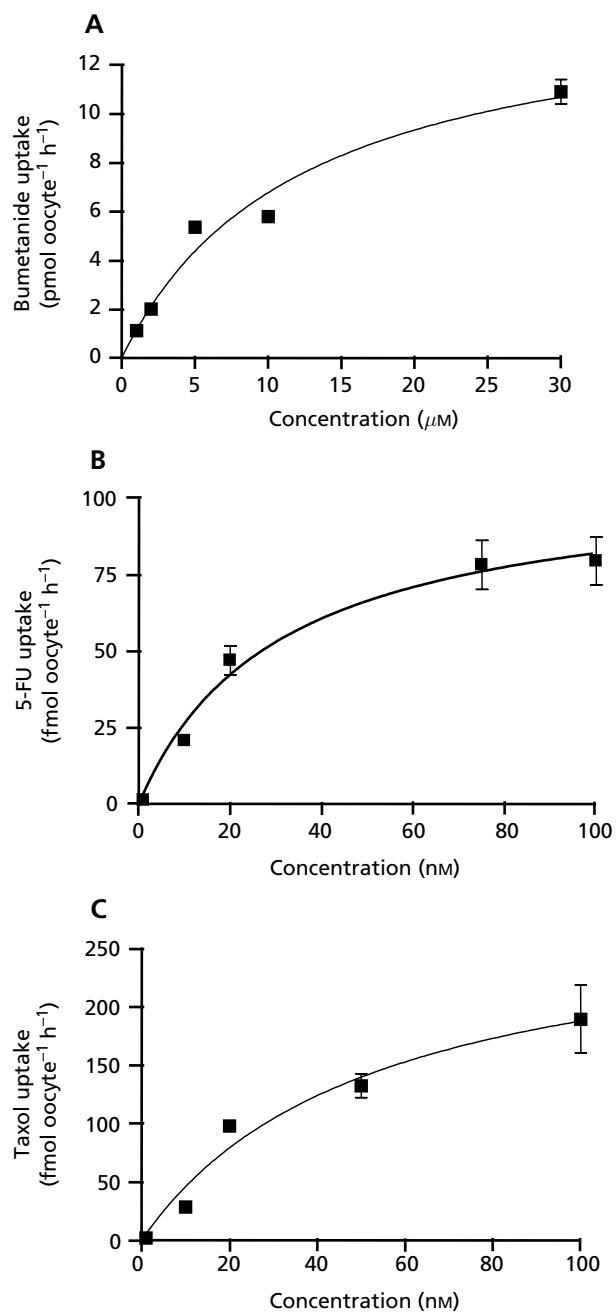 A
12
10
8
6
4
2
0
Bumetanide uptake
(pmol oocyte⁻¹ h⁻¹)
0 5 10 15 20 25 30
Concentration (μM)
B
100
75
50
25
0
5-FU uptake
(fmol oocyte⁻¹ h⁻¹)
0 20 40 60 80 100
Concentration (nM)
C
250
200
150
100
50
0
Taxol uptake
(fmol oocyte⁻¹ h⁻¹)
0 20 40 60 80 100
Concentration (nM)